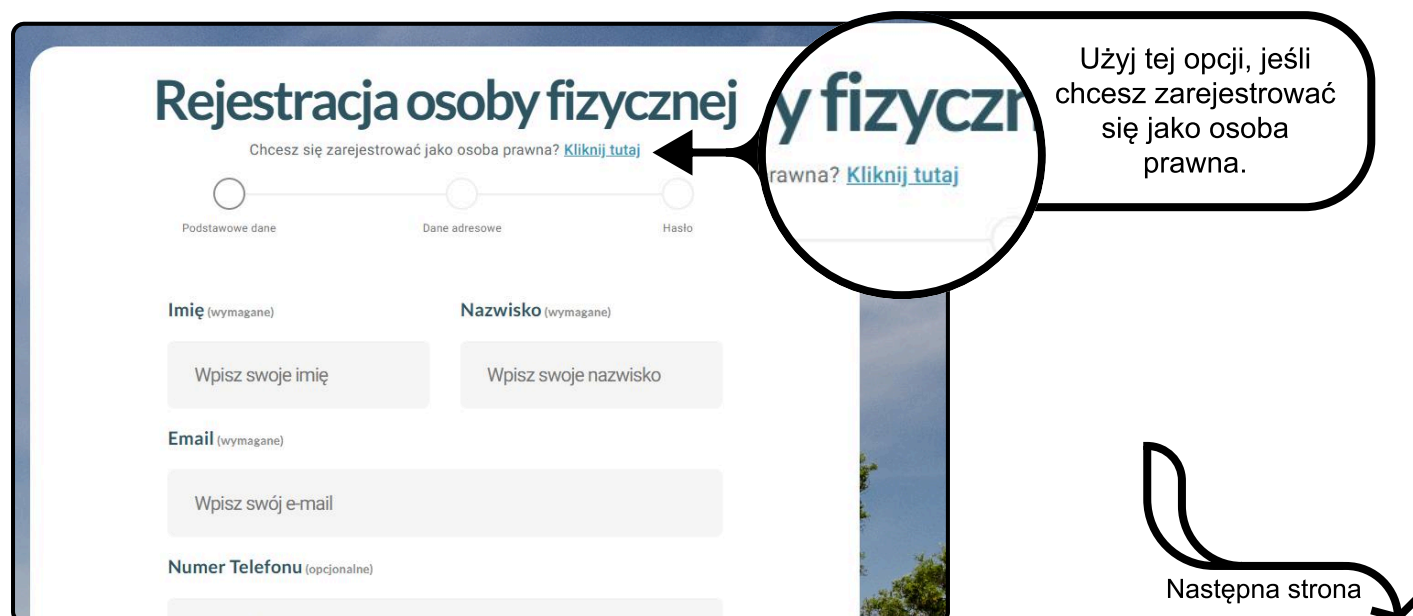 Rejestracja osoby fizycznej
Chcesz się zarejestrować jako osoba prawna? Kliknij tutaj
Podstawowe dane
Dane adresowe
Hasło
Imię (wymagane)
Nazwisko (wymagane)
Wpisz swoje imię
Wpisz swoje nazwisko
Email (wymagane)
Wpisz swój e-mail
Numer Telefonu (opcjonalne)
y fizyczn
rawna? Kliknij tutaj
Użyj tej opcji, jeśli
chcesz zarejestrować
się jako osoba
prawna.
Następna strona